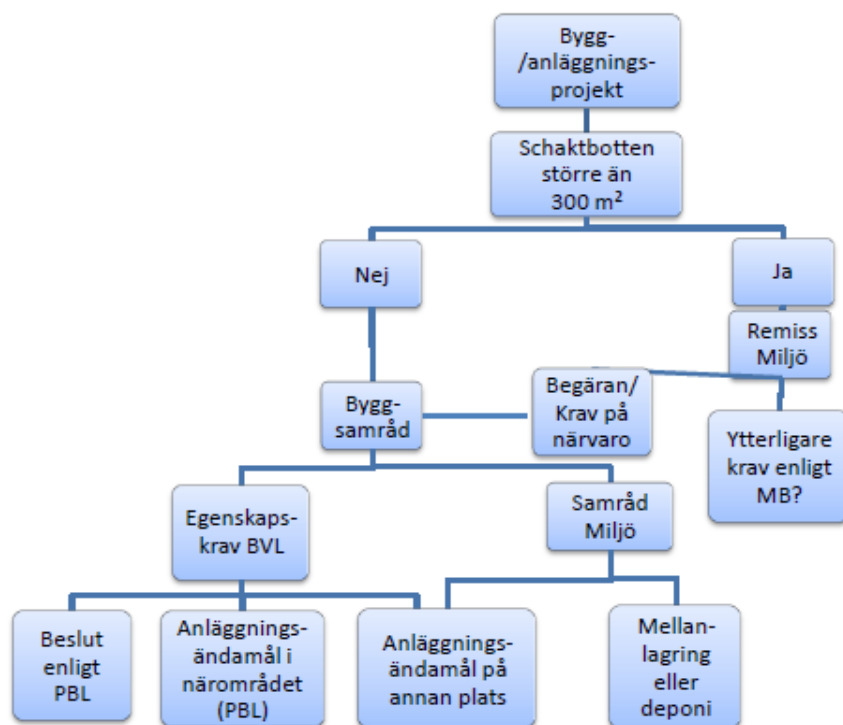 Bygg-
/anläggnings-
projekt
Schaktbotten
större än
300 m²
Nej
Ja
Remiss
Miljö
Bygg-
samråd
Begäran/
Krav på
närvaro
Ytterligare
krav enligt
MB?
Egenskaps-
krav BVL
Samråd
Miljö
Beslut
enligt
PBL
Anläggnings-
ändamål i
närområdet
(PBL)
Anläggnings-
ändamål på
annan plats
Mellan-
lagring
eller
deponi